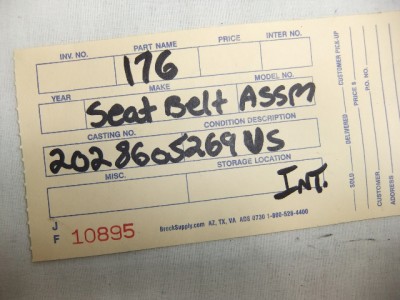 INV. NO. PART NAME PRICE INTER NO.
176
YEAR MAKE MODEL NO.
Seat Belt ASSM
CASTING NO. CONDITION DESCRIPTION
2028605269 US
MISC. STORAGE LOCATION
INT.
J
F 10895
BrockSupply.com AZ, TX, VA ADS 0730 1-800-528-4400
CUSTOMER PICK-UP
DELIVERED
PRICE $
P.O. NO.
SOLD
CUSTOMER
ADDRESS